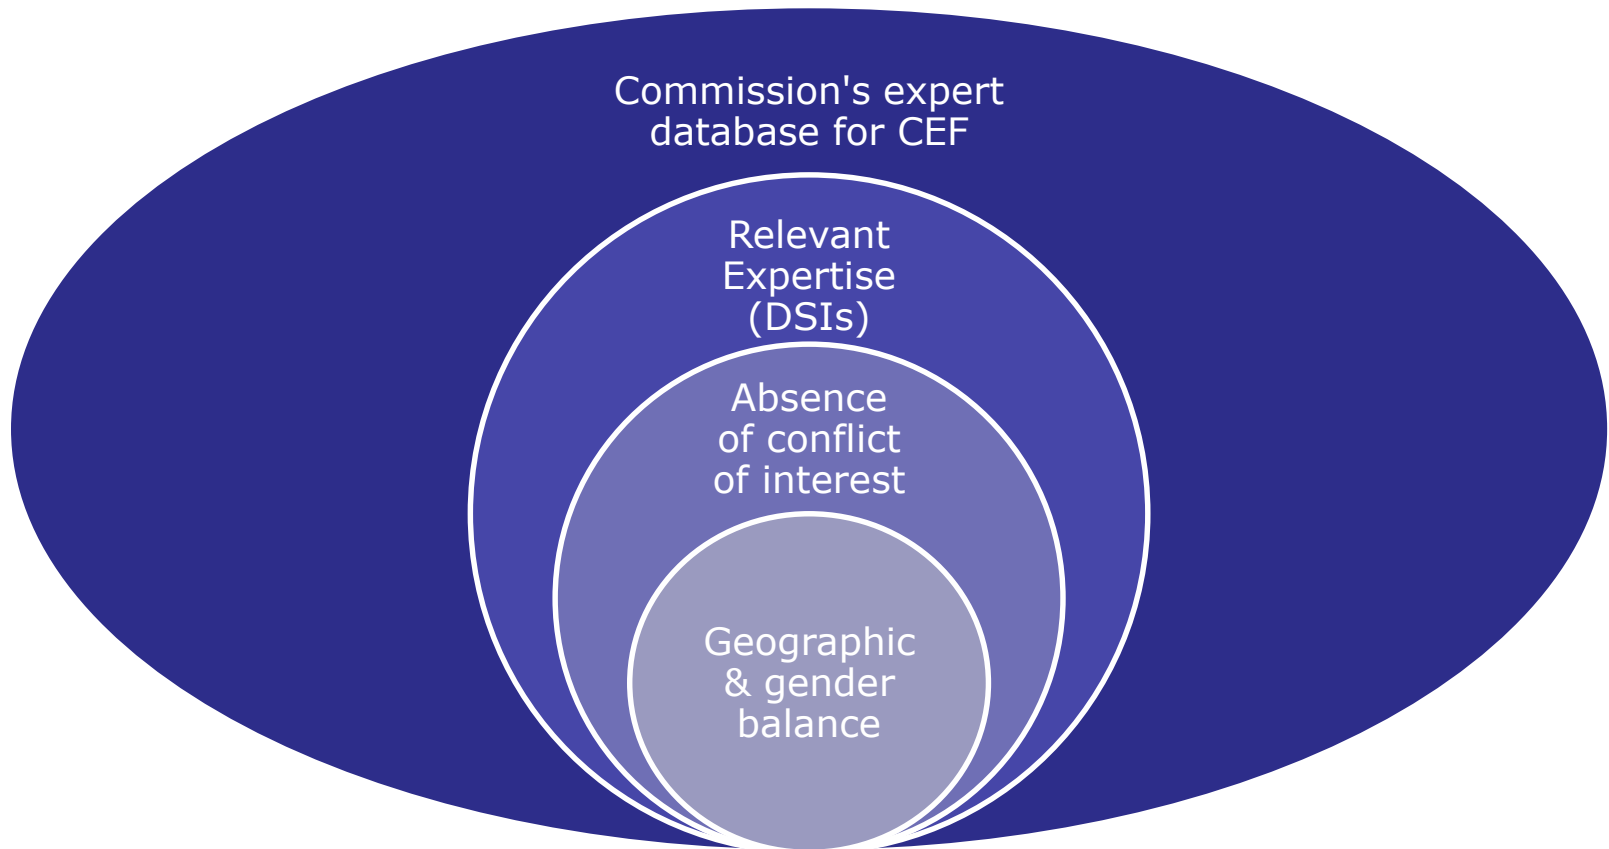 Commission's expert
database for CEF
Relevant
Expertise
(DSIs)
Absence
of conflict
of interest
Geographic
& gender
balance